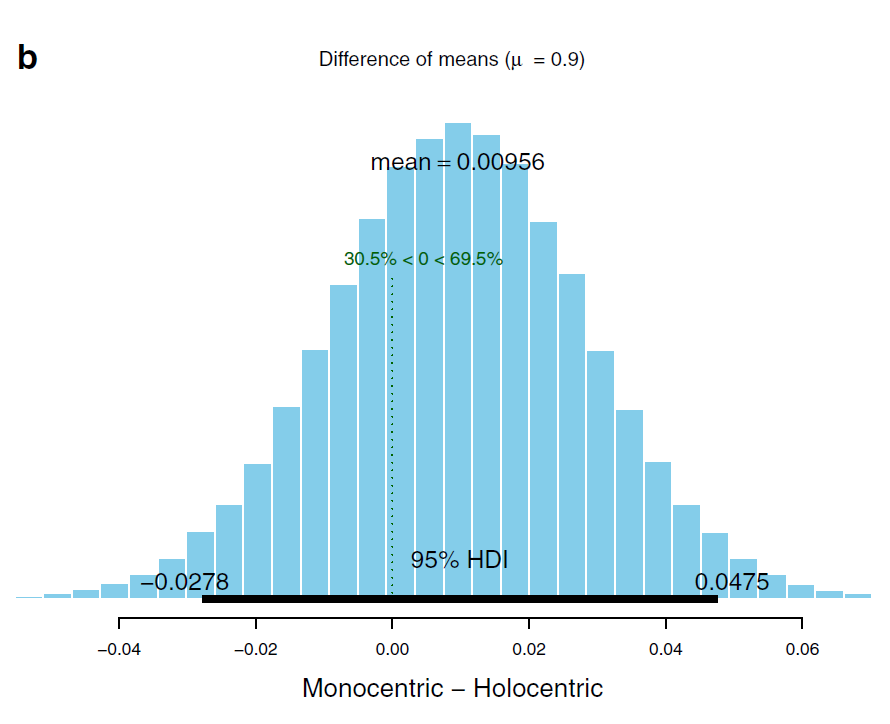 b
Difference of means (μ = 0.9)
mean = 0.00956
30.5% < 0 < 69.5%
95% HDI
−0.0278
0.0475
−0.04
−0.02
0.00
0.02
0.04
0.06
Monocentric − Holocentric